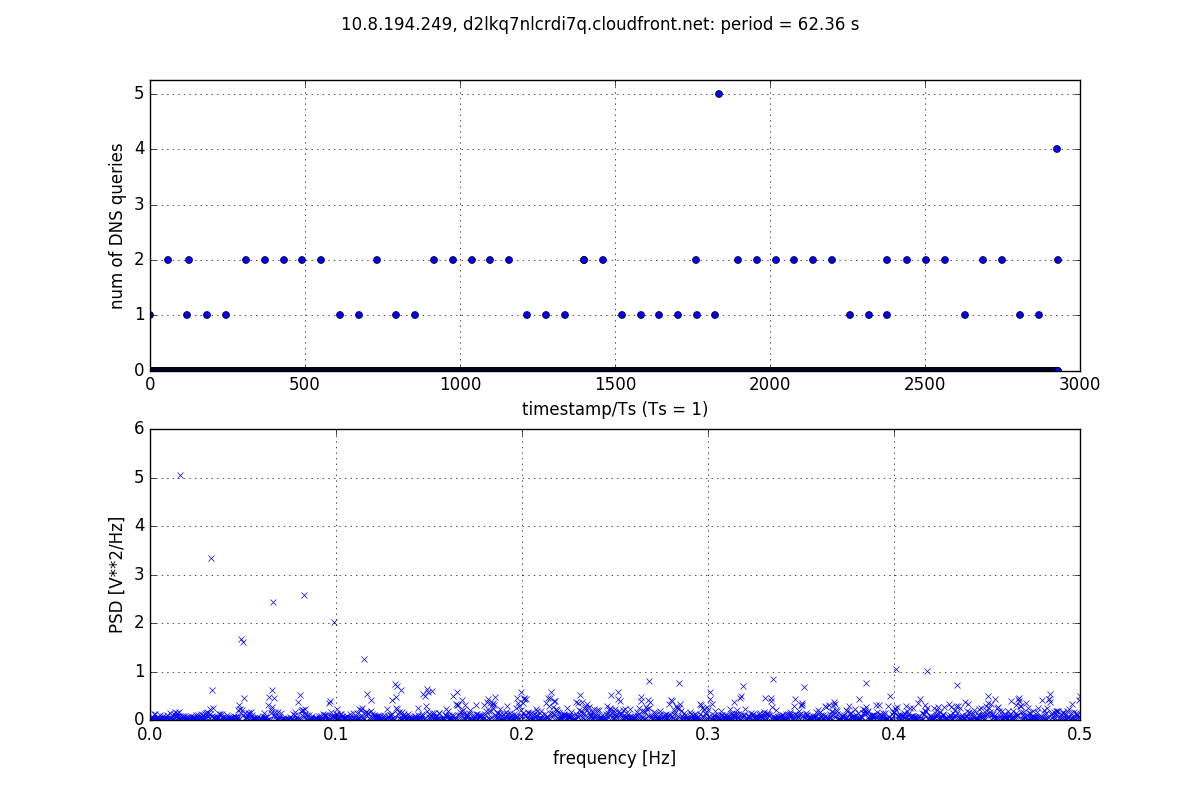 10.8.194.249, d2lkq7nlcrdi7q.cloudfront.net: period = 62.36 s
5
4
3
2
1
0
num of DNS queries
0 500 1000 1500 2000 2500 3000
timestamp/Ts (Ts = 1)
6
5
4
3
2
1
0
PSD [V**2/Hz]
0.0 0.1 0.2 0.3 0.4 0.5
frequency [Hz]